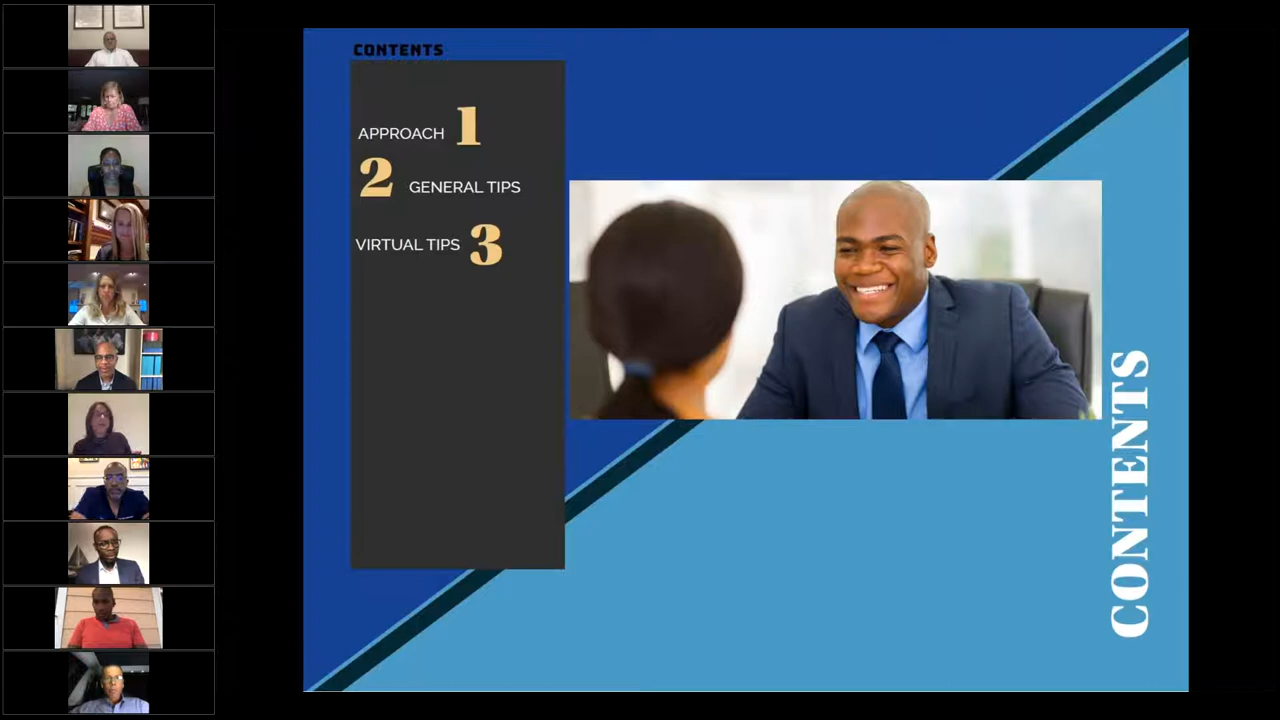 CONTENTS
APPROACH 1
2 GENERAL TIPS
VIRTUAL TIPS 3
CONTENTS